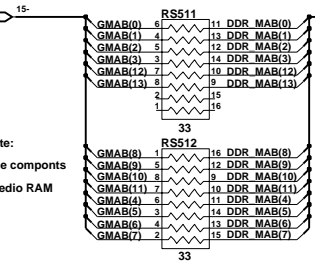 15-
RS511
GMAB(0) 6 11 DDR_MAB(0)
GMAB(1) 4 13 DDR_MAB(1)
GMAB(2) 5 12 DDR_MAB(2)
GMAB(3) 3 14 DDR_MAB(3)
GMAB(12) 7 10 DDR_MAB(12)
GMAB(13) 8 9 DDR_MAB(13)
2 15
1 16
33
te:
RS512
GMAB(8) 1 16 DDR_MAB(8)
e componts GMAB(9) 5 12 DDR_MAB(9)
GMAB(10) 8 9 DDR_MAB(10)
edio RAM GMAB(11) 7 10 DDR_MAB(11)
GMAB(4) 6 11 DDR_MAB(4)
GMAB(5) 3 14 DDR_MAB(5)
GMAB(6) 4 13 DDR_MAB(6)
GMAB(7) 2 15 DDR_MAB(7)
33